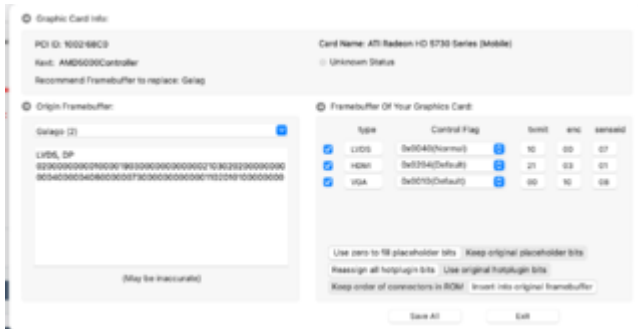 Graphic Card Info:
PCI ID: 1002:68C0
Card Name: ATI Radeon HD 5730 Series (Mobile)
Kext: AMD5000Controller
Unknown Status
Recommend Framebuffer to replace: Galag
Origin Framebuffer:
Framebuffer Of Your Graphics Card:
Galago (2)
type Control Flag txmit enc senseid
LVDS, DP
LVDS 0x0040(Normal) 10 00 07
HDMI 0x0204(Default) 21 03 01
VGA 0x0010(Default) 00 10 08
Use zero to fill placeholder bits Keep original placeholder bits
Reassign all hotplugin bits Use original hotplugin bits
(May be inaccurate)
Keep order of connectors in ROM Insert into original framebuffer
Save All Exit